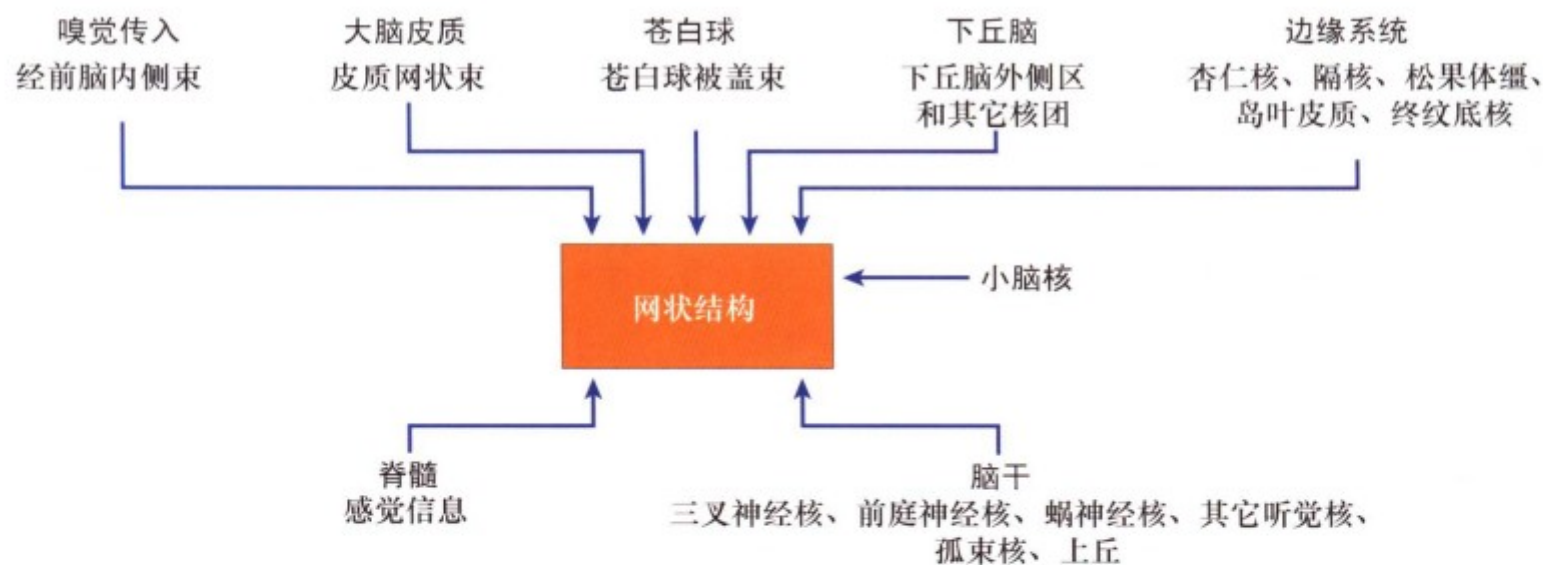 嗅觉传入
经前脑内侧束
大脑皮质
皮质网状束
苍白球
苍白球被盖束
下丘脑
下丘脑外侧区
和其它核团
边缘系统
杏仁核、隔核、松果体缰、
岛叶皮质、终纹底核
小脑核
网状结构
脊髓
感觉信息
脑干
三叉神经核、前庭神经核、蜗神经核、其它听觉核、
孤束核、上丘